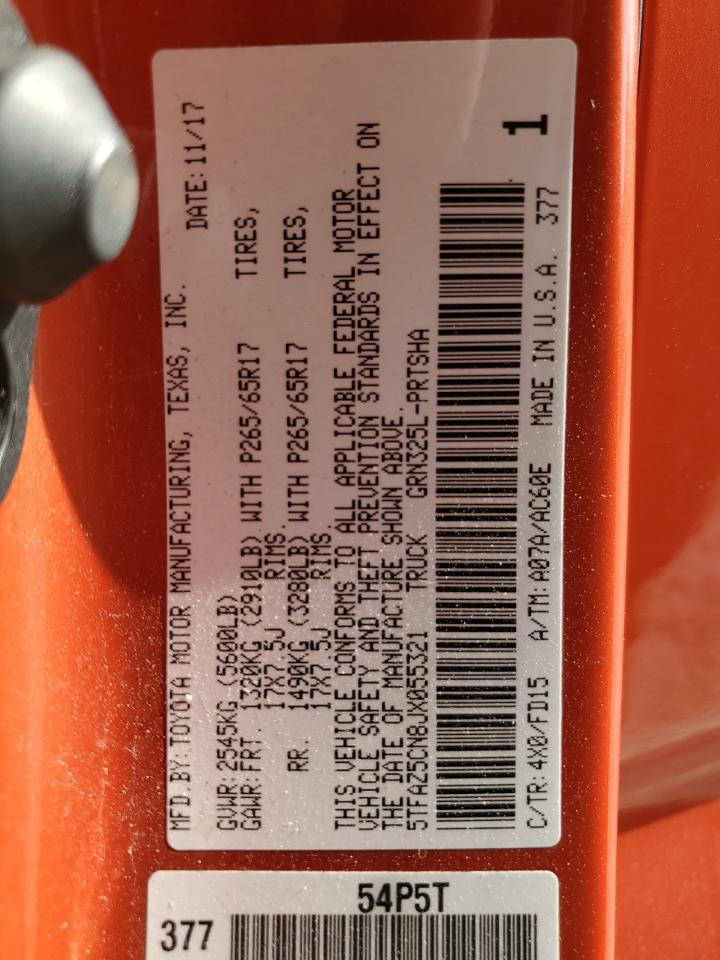 MFD.BY:TOYOTA MOTOR MANUFACTURING, TEXAS, INC.
DATE:11/17
GVWR:2545KG (5600LB)
GAWR:FRT. 1320KG (2910LB) WITH P265/65R17 TIRES,
17X7.5J RIMS.
RR. 1490KG (3280LB) WITH P265/65R17 TIRES,
17X7.5J RIMS.
THIS VEHICLE CONFORMS TO ALL APPLICABLE FEDERAL MOTOR
VEHICLE SAFETY AND THEFT PREVENTION STANDARDS IN EFFECT ON
THE DATE OF MANUFACTURE SHOWN ABOVE.
5TFAZ5CN8JX055321 TRUCK GRN325L-PRTSHA
1
C/TR:4X0/FD15 A/TM:A07A/AC60E MADE IN U.S.A. 377
54P5T
377